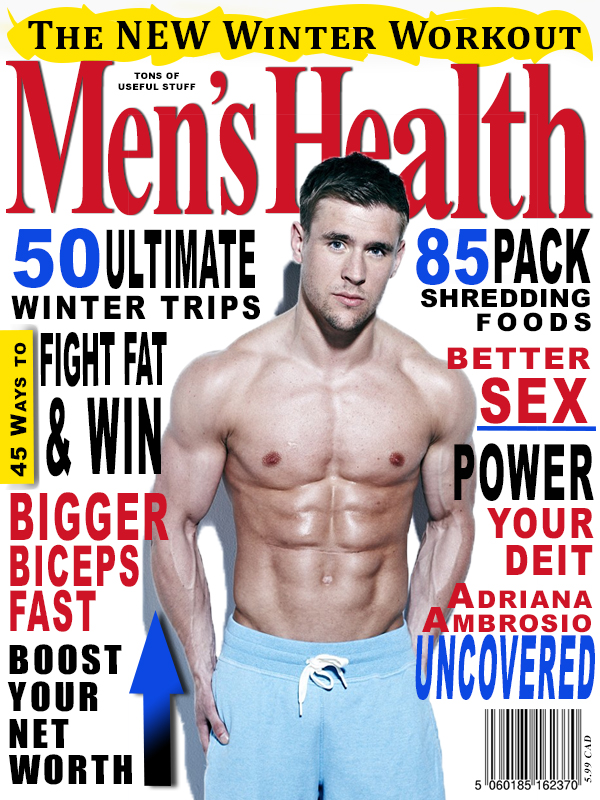 THE NEW WINTER WORKOUT
TONS OF
USEFUL STUFF
Men's Health
50 ULTIMATE
WINTER TRIPS
85 PACK
SHREDDING
FOODS
45 WAYS TO
FIGHT FAT
& WIN
BETTER
SEX
POWER
YOUR
DEIT
BIGGER
BICEPS
FAST
ADRIANA
AMBROSIO
UNCOVERED
BOOST
YOUR
NET
WORTH
5 060185 162370
5.99 CAD